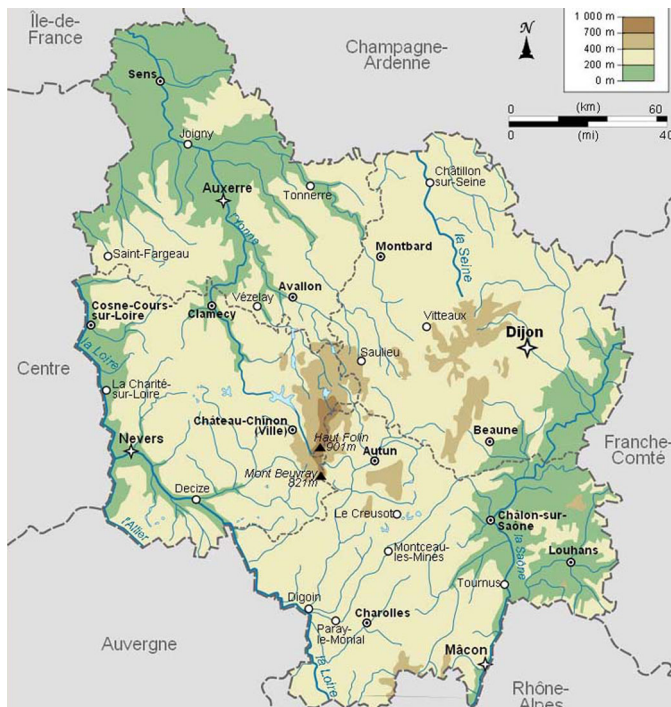 Île-de-
France
Champagne-
Ardenne
N
1 000 m
700 m
400 m
200 m
0 m
0 (km) 60
0 (mi) 40
Sens
Joigny
Auxerre
Tonnerre
Châtillon
-sur-Seine
l'Yonne
la Seine
Saint-Fargeau
Montbard
Avallon
Vézelay
Clamecy
Cosne-Cours
-sur-Loire
la Loire
Vitteaux
Dijon
Saulieu
Centre
La Charité-
sur-Loire
Château-Chinon
(Ville)
Haut Folin
901m
Beaune
Franche-
Comté
Nevers
Autun
Mont Beuvray
821m
Decize
Le Creusot
Châlon-sur-
Saône
l'Allier
la Saône
Montceau-
les-Mines
Louhans
Tournus
Digoin
Charolles
Paray-
le-Monial
Auvergne
la Loire
Mâcon
Rhône-
Alpes